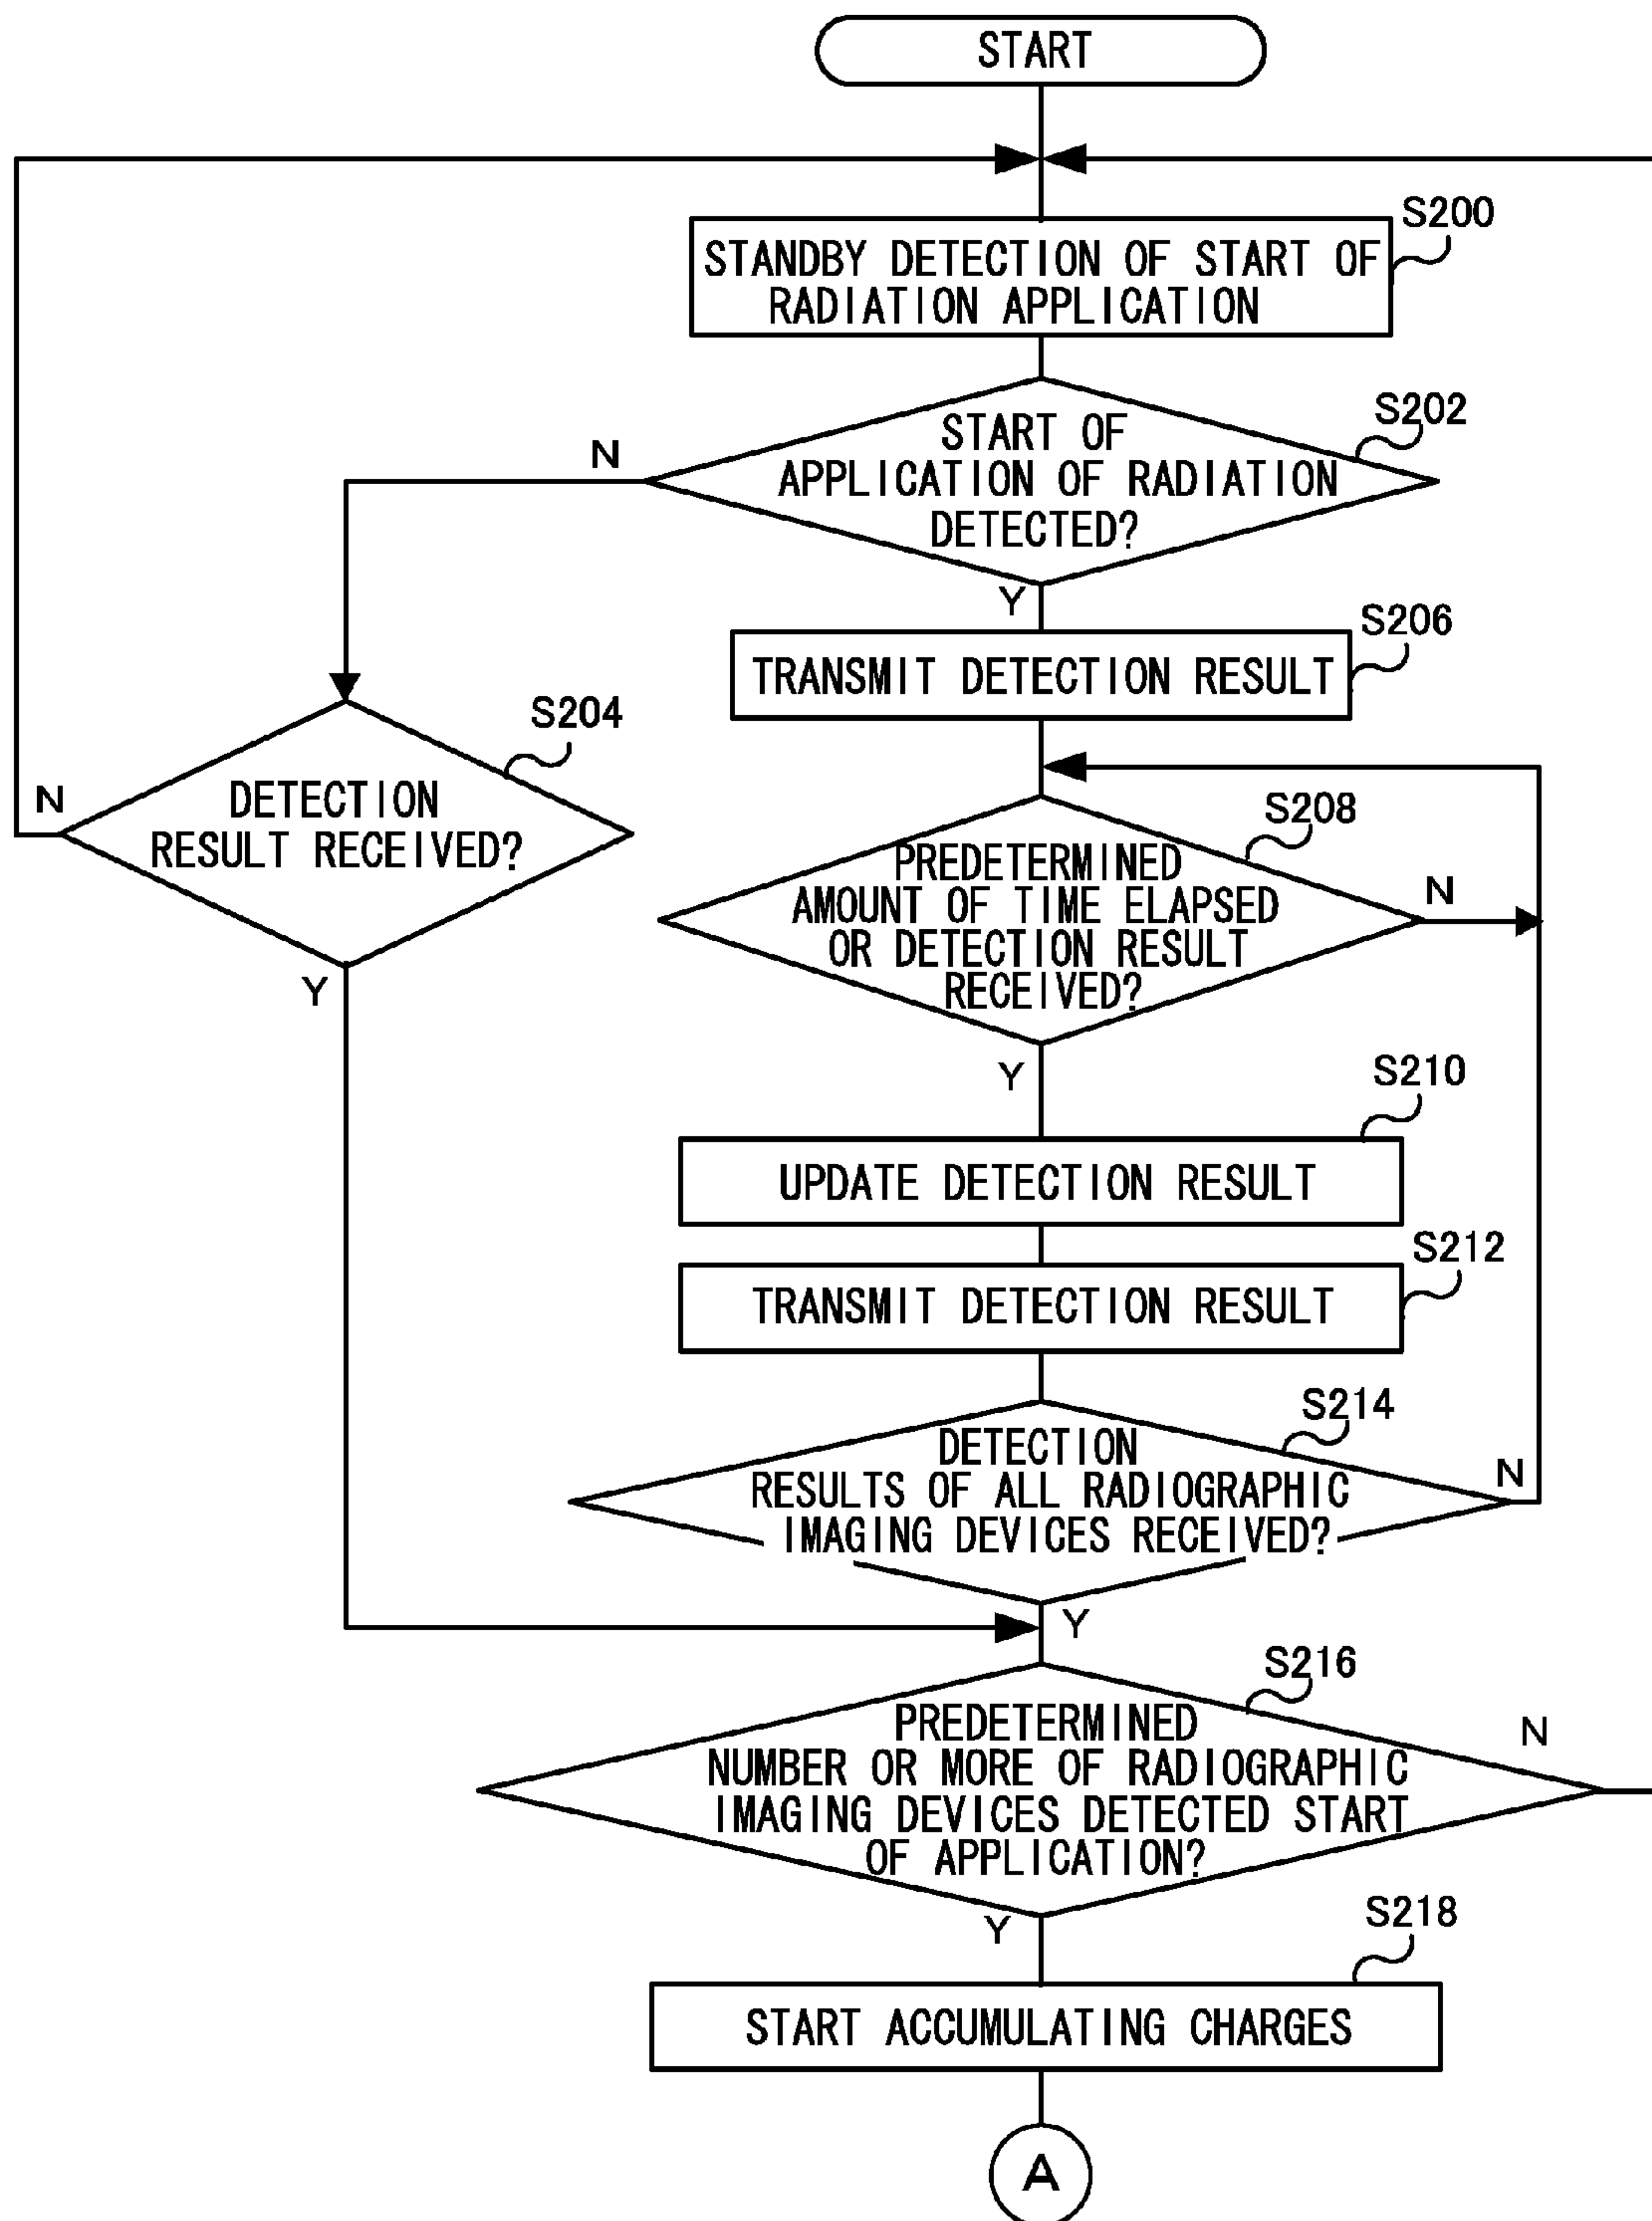 START
S200
STANDBY DETECTION OF START OF
RADIATION APPLICATION
S202
START OF
APPLICATION OF RADIATION
DETECTED?
N
Y
S206
TRANSMIT DETECTION RESULT
S204
DETECTION
RESULT RECEIVED?
N
Y
S208
PREDETERMINED
AMOUNT OF TIME ELAPSED
OR DETECTION RESULT
RECEIVED?
N
Y
S210
UPDATE DETECTION RESULT
S212
TRANSMIT DETECTION RESULT
S214
DETECTION
RESULTS OF ALL RADIOGRAPHIC
IMAGING DEVICES RECEIVED?
N
Y
S216
PREDETERMINED
NUMBER OR MORE OF RADIOGRAPHIC
IMAGING DEVICES DETECTED START
OF APPLICATION?
N
Y
S218
START ACCUMULATING CHARGES
A